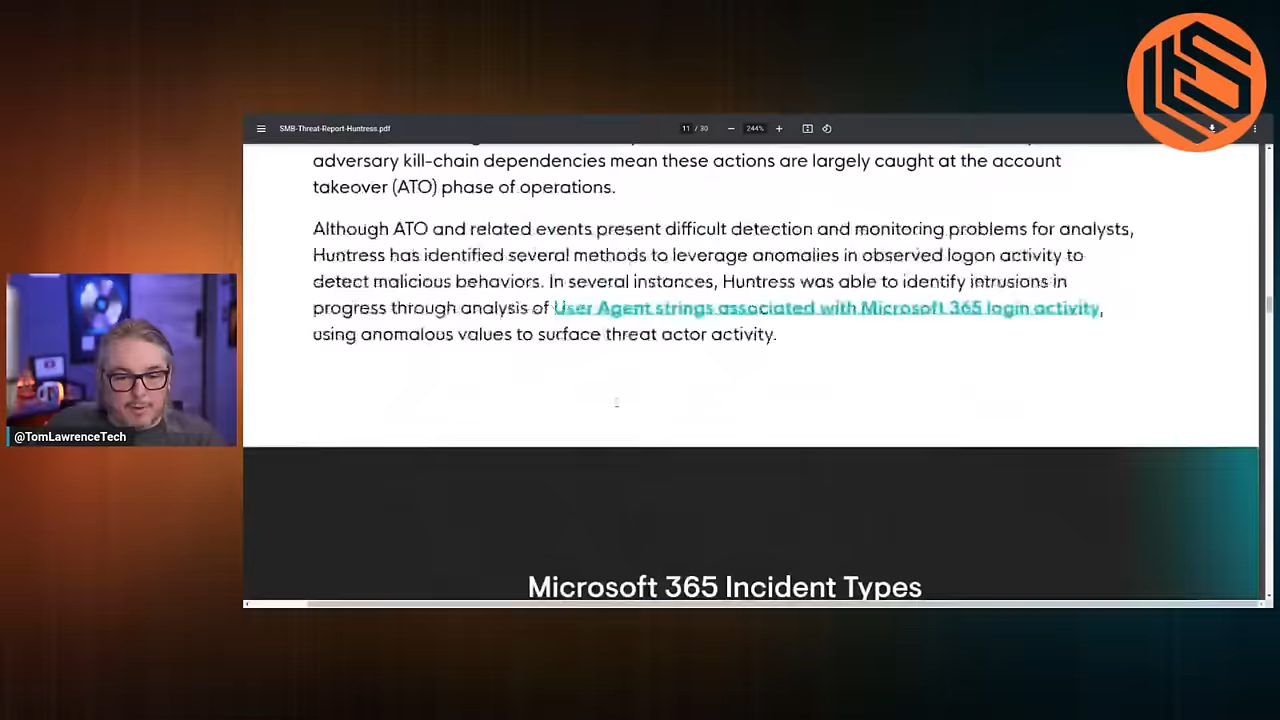 SMB-Threat-Report-Huntress.pdf
11 / 30
244%
adversary kill-chain dependencies mean these actions are largely caught at the account
takeover (ATO) phase of operations.
Although ATO and related events present difficult detection and monitoring problems for analysts,
Huntress has identified several methods to leverage anomalies in observed logon activity to
detect malicious behaviors. In several instances, Huntress was able to identify intrusions in
progress through analysis of User Agent strings associated with Microsoft 365 login activity,
using anomalous values to surface threat actor activity.
@TomLawrenceTech
Microsoft 365 Incident Types